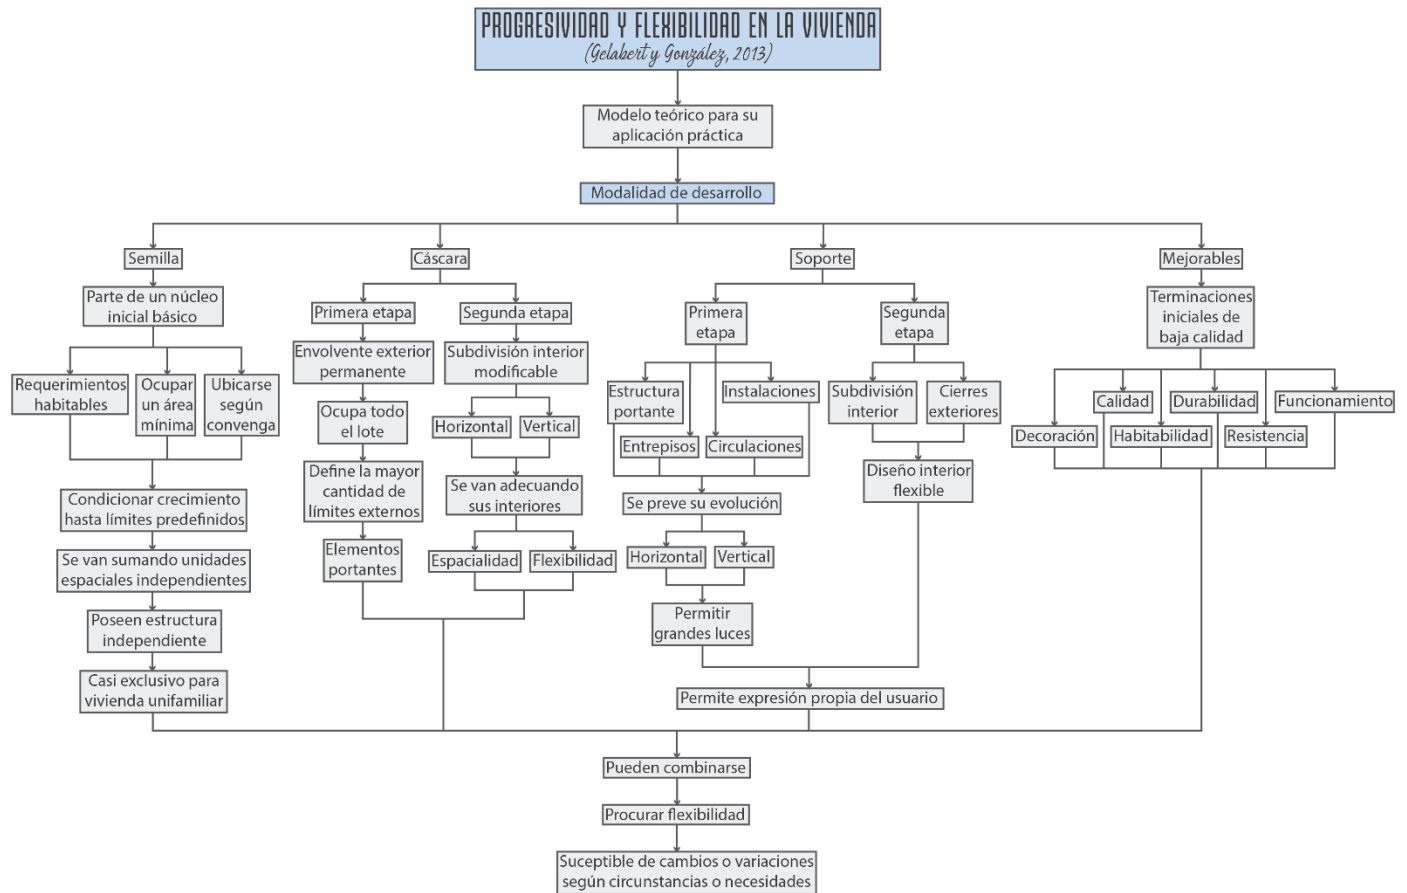 PROGRESIVIDAD Y FLEXIBILIDAD EN LA VIVIENDA
(Gelabert y González, 2013)
Modelo teórico para su
aplicación práctica
Modalidad de desarrollo
Semilla
Parte de un núcleo
inicial básico
Requerimientos
habitables
Ocupar
un área
mínima
Ubicarse
según
convenga
Condicionar crecimiento
hasta límites predefinidos
Se van sumando unidades
espaciales independientes
Poseen estructura
independiente
Casi exclusivo para
vivienda unifamiliar
Cáscara
Primera etapa
Envolvente exterior
permanente
Ocupa todo
el lote
Define la mayor
cantidad de
límites externos
Elementos
portantes
Segunda etapa
Subdivisión interior
modificable
Horizontal
Vertical
Se van adecuando
sus interiores
Espacialidad
Flexibilidad
Soporte
Primera
etapa
Estructura
portante
Entrepisos
Circulaciones
Instalaciones
Se preve su evolución
Horizontal
Vertical
Permitir
grandes luces
Segunda
etapa
Subdivisión
interior
Cierres
exteriores
Diseño interior
flexible
Permite expresión propia del usuario
Mejorables
Terminaciones
iniciales de
baja calidad
Decoración
Calidad
Habitabilidad
Durabilidad
Resistencia
Funcionamiento
Pueden combinarse
Procurar flexibilidad
Suceptible de cambios o variaciones
según circunstancias o necesidades